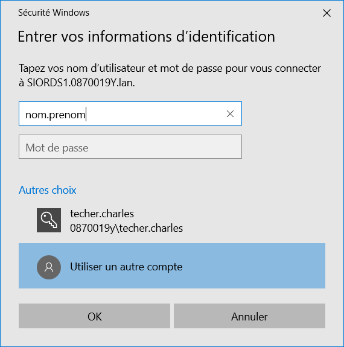 Sécurité Windows
Entrer vos informations d'identification
Tapez vos nom d'utilisateur et mot de passe pour vous connecter
à SIORDS1.0870019Y.lan.
nom.prenom
Mot de passe
Autres choix
techer.charles
0870019y\techer.charles
Utiliser un autre compte
OK
Annuler